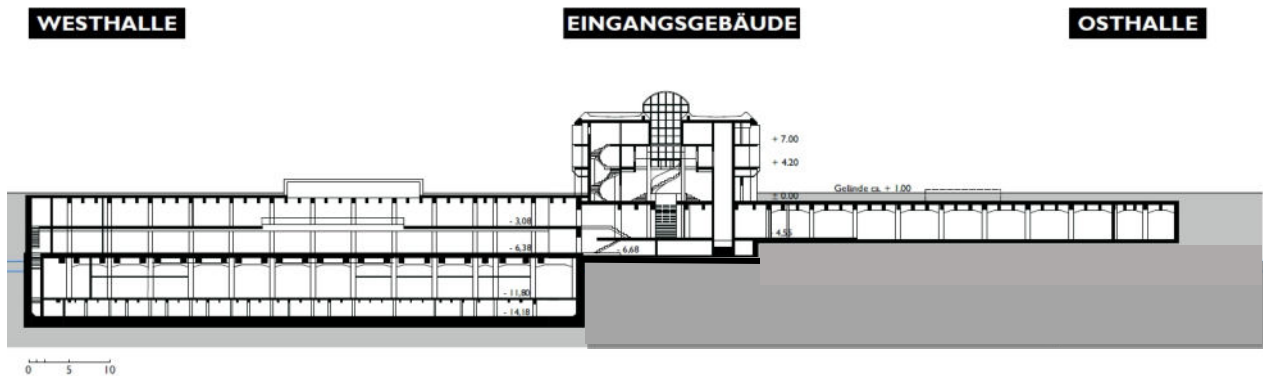 WESTHALLE
EINGANGSGEBÄUDE
OSTHALLE
+ 7.00
+ 4.20
Gelände ca. + 1.00
± 0.00
- 3,08
4,55
- 6,38
- 6.68
- 11,80
- 14,18
0 5 10